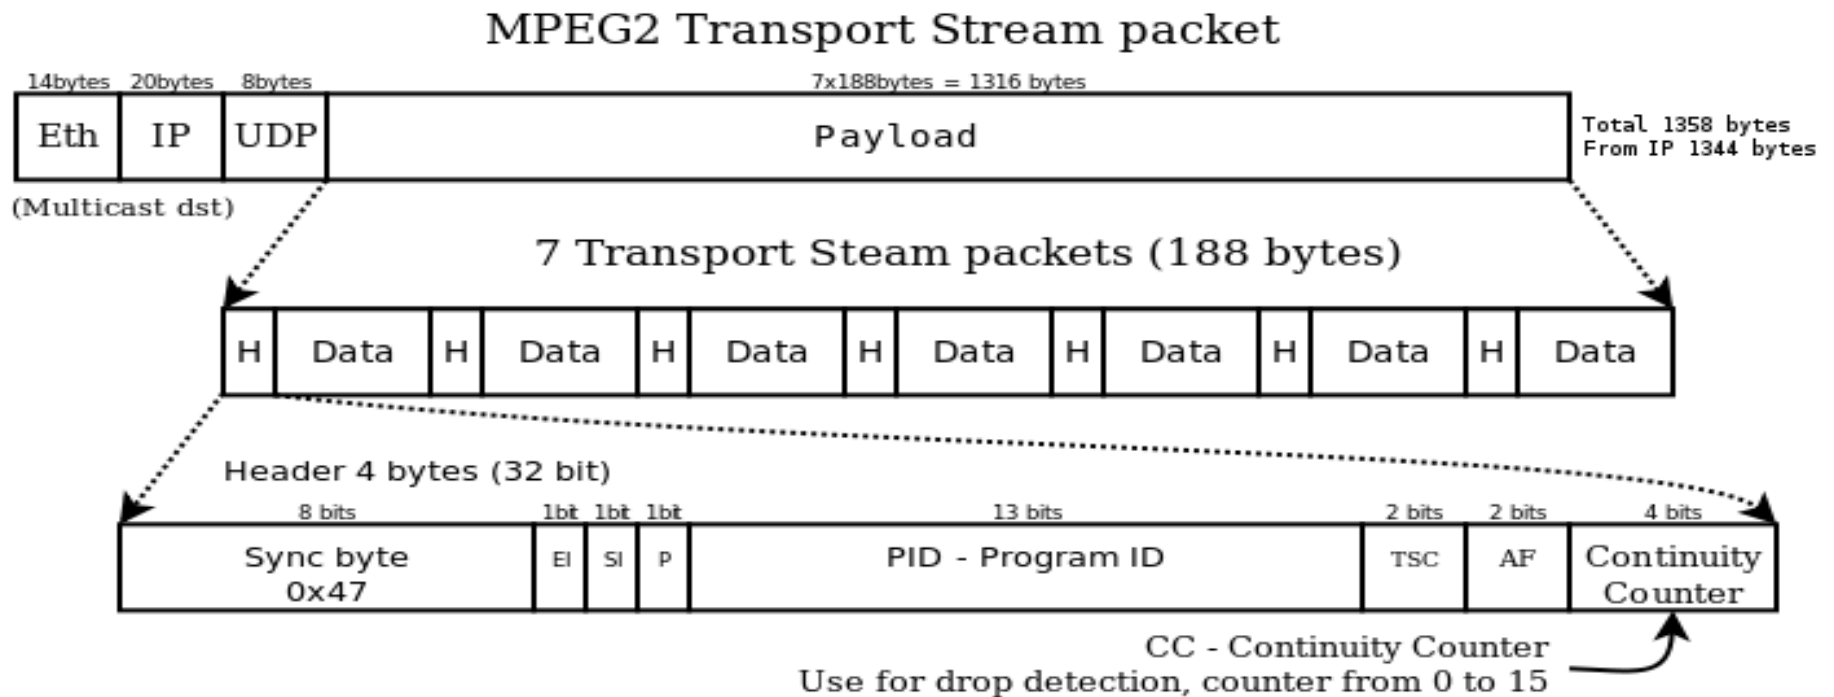 MPEG2 Transport Stream packet
14bytes 20bytes 8bytes 7x188bytes = 1316 bytes
Eth IP UDP Payload
Total 1358 bytes
From IP 1344 bytes
(Multicast dst)
7 Transport Steam packets (188 bytes)
H Data H Data H Data H Data H Data H Data H Data
Header 4 bytes (32 bit)
8 bits 1bit 1bit 1bit 13 bits 2 bits 2 bits 4 bits
Sync byte
0x47
EI SI P PID - Program ID TSC AF
Continuity
Counter
CC - Continuity Counter
Use for drop detection, counter from 0 to 15